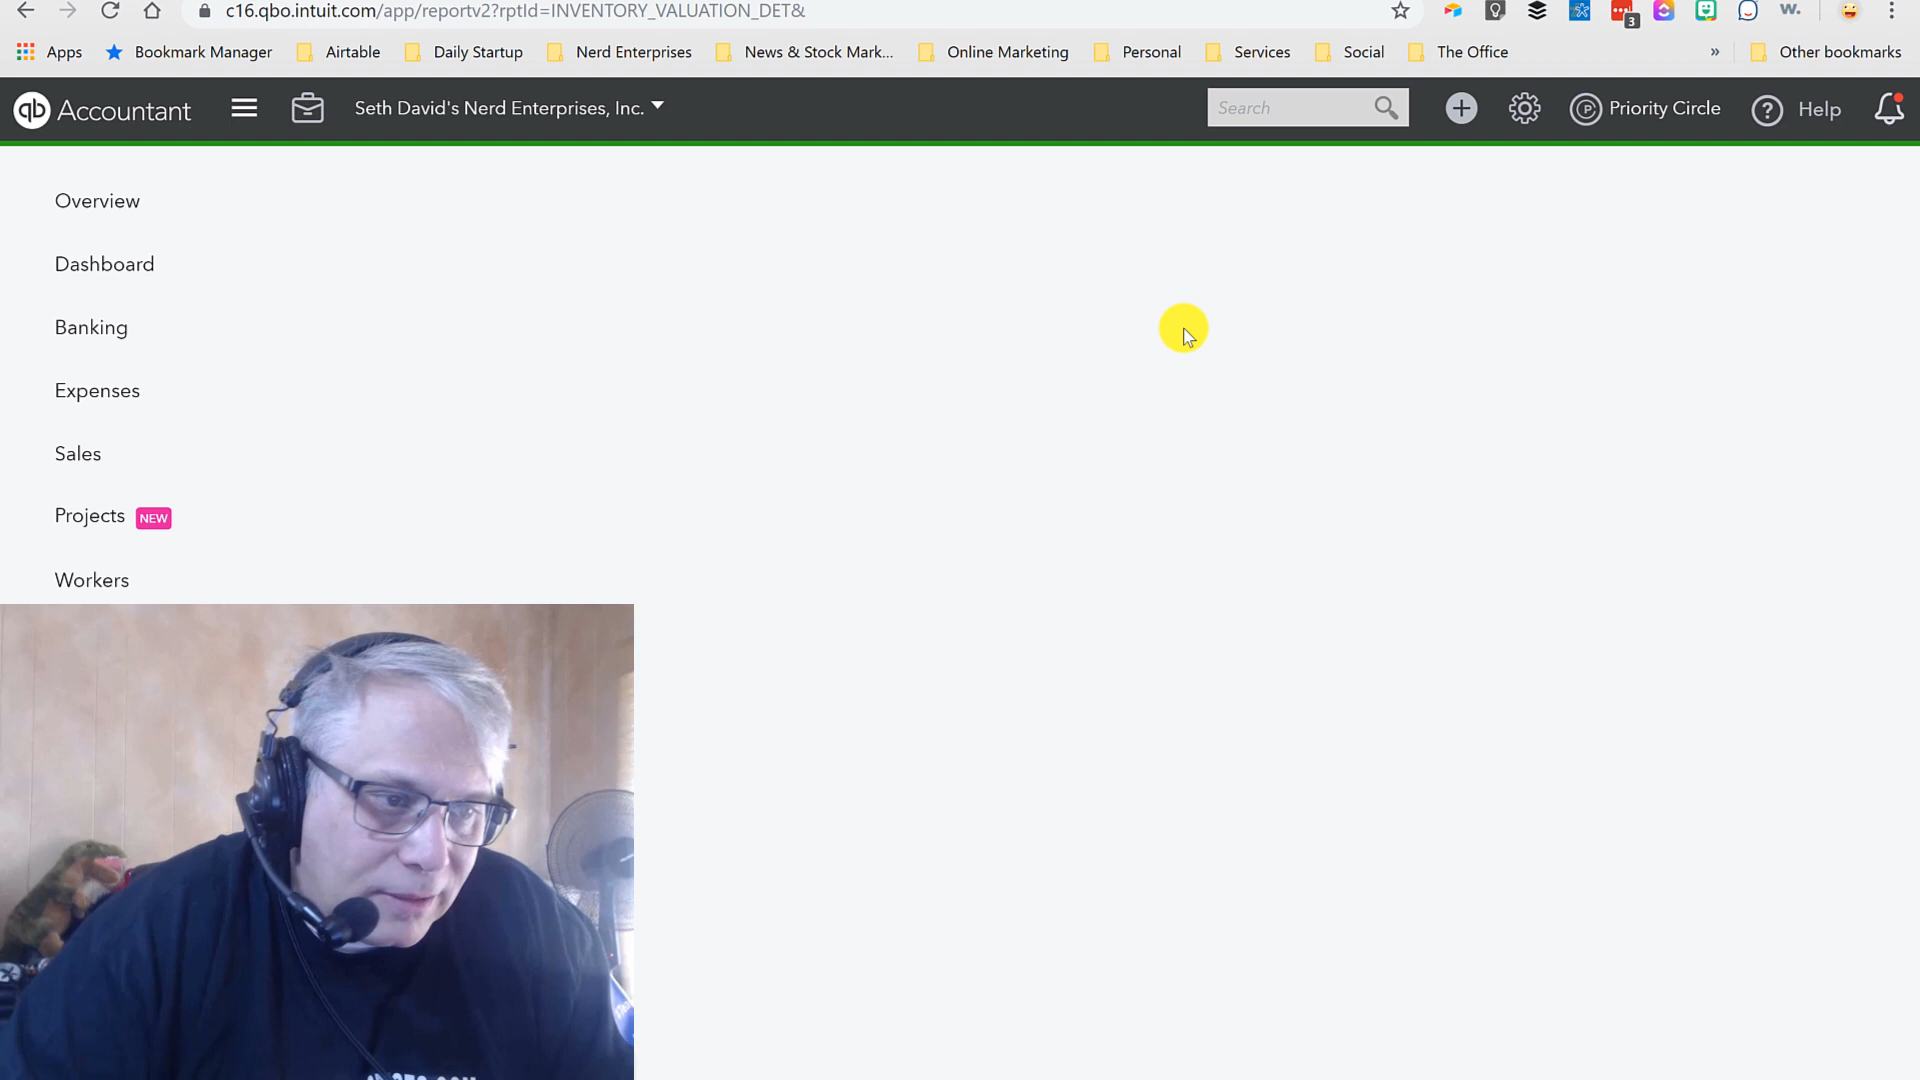 c16.qbo.intuit.com/app/reportv2?rptId=INVENTORY_VALUATION_DET&
3
w.
Apps
Bookmark Manager
Airtable
Daily Startup
Nerd Enterprises
News & Stock Mark...
Online Marketing
Personal
Services
Social
The Office
»
Other bookmarks
qb Accountant
Seth David's Nerd Enterprises, Inc.
Search
P Priority Circle
? Help
Overview
Dashboard
Banking
Expenses
Sales
Projects NEW
Workers